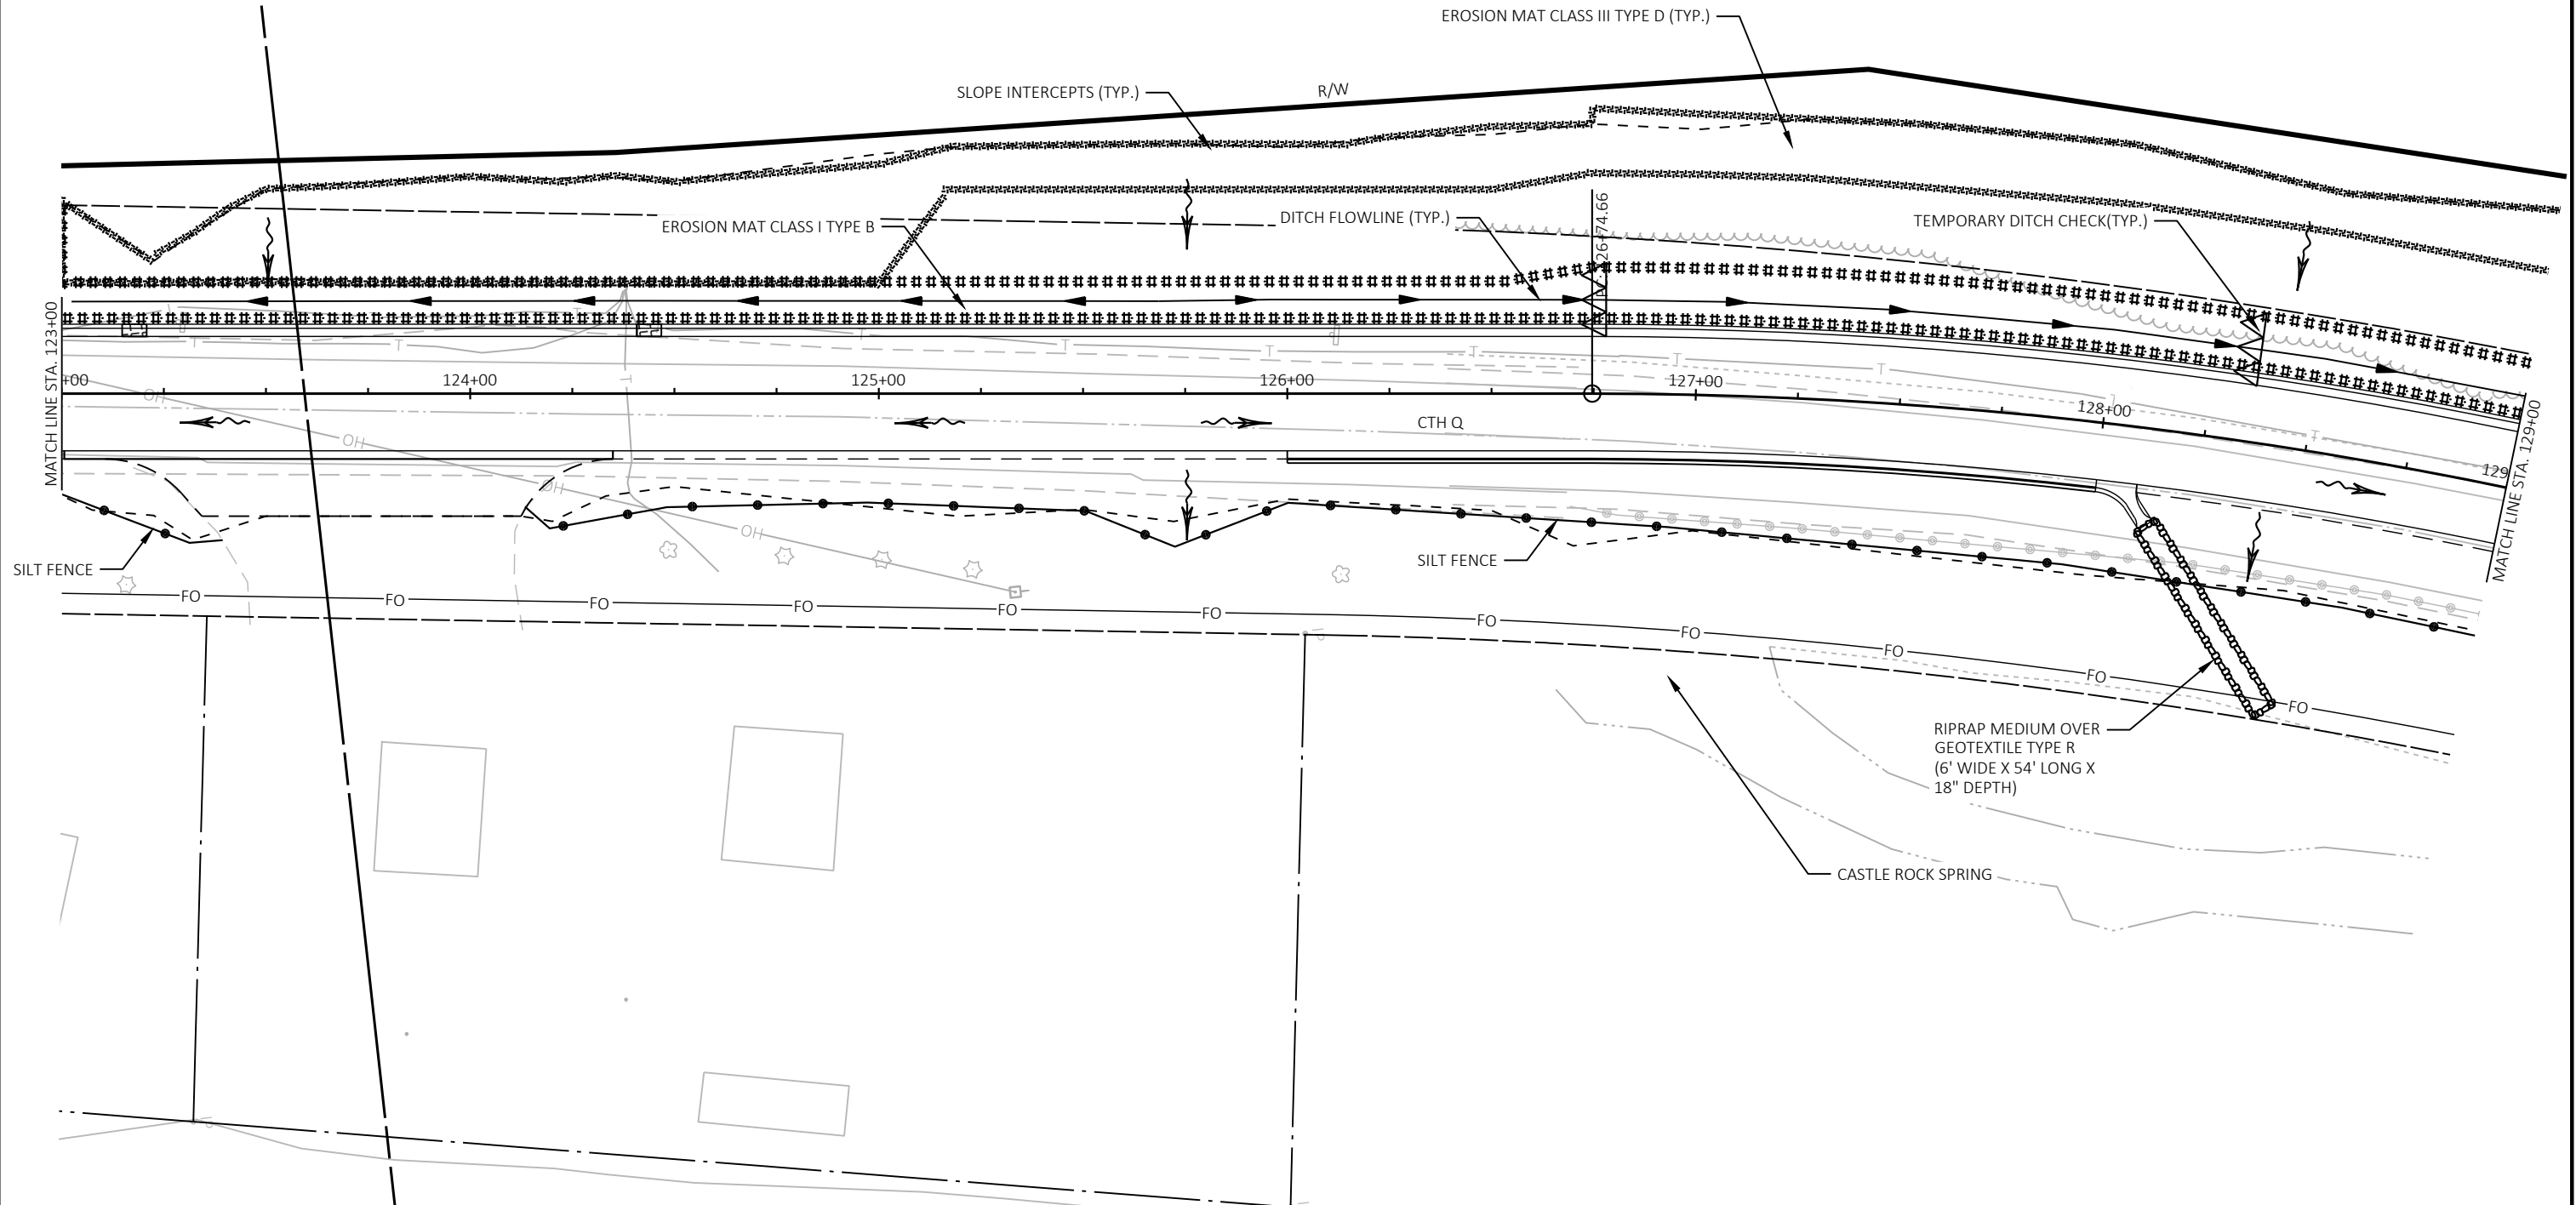 EROSION MAT CLASS III TYPE D (TYP.)
SLOPE INTERCEPTS (TYP.)
R/W
EROSION MAT CLASS I TYPE B
DITCH FLOWLINE (TYP.)
TEMPORARY DITCH CHECK(TYP.)
26+74.66
MATCH LINE STA. 123+00
+00
124+00
125+00
126+00
127+00
128+00
129
MATCH LINE STA. 129+00
T
T
T
T
T
T
T
T
T
OH
OH
OH
OH
CTH Q
SILT FENCE
SILT FENCE
FO
FO
FO
FO
FO
FO
FO
FO
FO
FO
FO
RIPRAP MEDIUM OVER
GEOTEXTILE TYPE R
(6' WIDE X 54' LONG X
18" DEPTH)
CASTLE ROCK SPRING